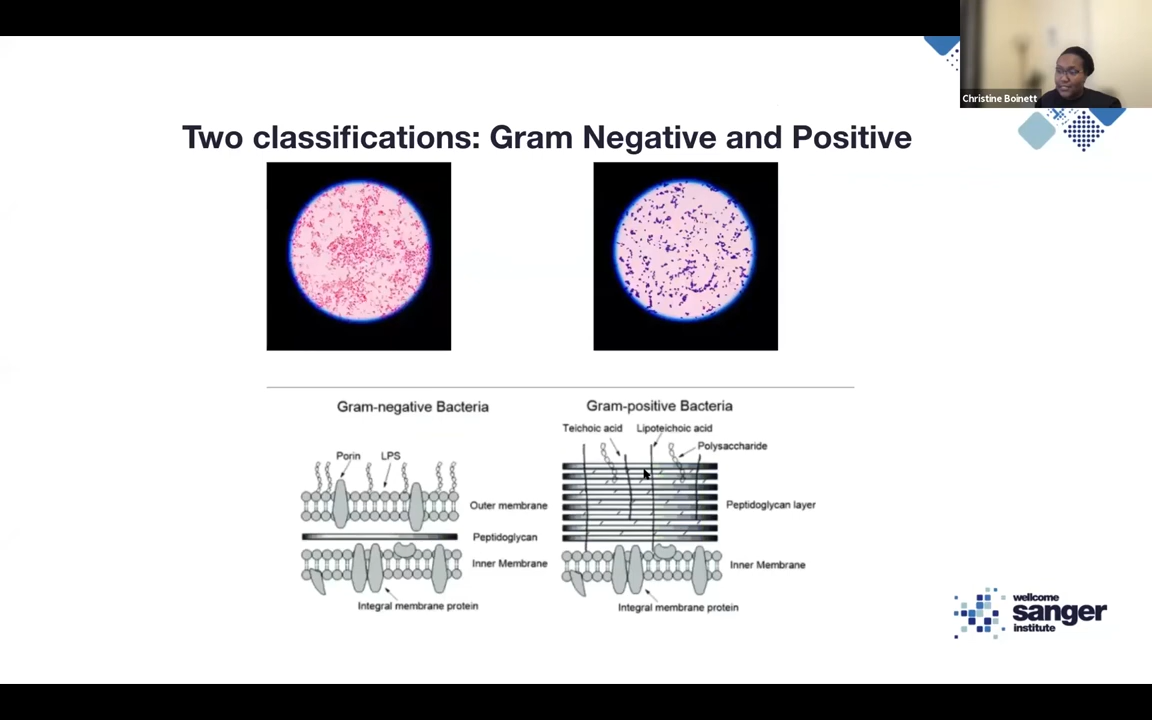 Christine Boinett
Two classifications: Gram Negative and Positive
Gram-negative Bacteria
Porin
LPS
Outer membrane
Peptidoglycan
Inner Membrane
Integral membrane protein
Gram-positive Bacteria
Teichoic acid
Lipoteichoic acid
Polysaccharide
Peptidoglycan layer
Inner Membrane
Integral membrane protein
wellcome
sanger
institute